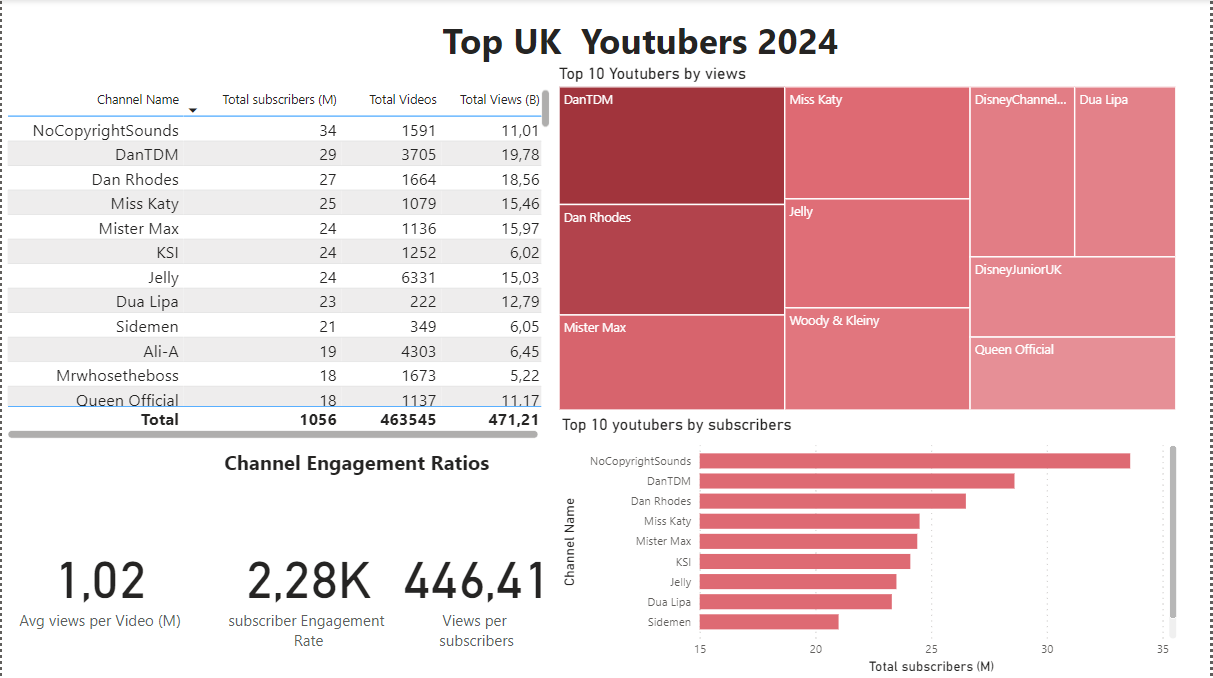 Top UK  Youtubers 2024
Channel Name Total subscribers (M) Total Videos Total Views (B)
NoCopyrightSounds 34 1591 11,01
DanTDM 29 3705 19,78
Dan Rhodes 27 1664 18,56
Miss Katy 25 1079 15,46
Mister Max 24 1136 15,97
KSI 24 1252 6,02
Jelly 24 6331 15,03
Dua Lipa 23 222 12,79
Sidemen 21 349 6,05
Ali-A 19 4303 6,45
Mrwhosetheboss 18 1673 5,22
Queen Official 18 1137 11,17
Total 1056 463545 471,21
Top 10 Youtubers by views
DanTDM
Dan Rhodes
Mister Max
Miss Katy
Jelly
Woody & Kleiny
DisneyChannel...
Dua Lipa
DisneyJuniorUK
Queen Official
Channel Engagement Ratios
1,02
Avg views per Video (M)
2,28K
subscriber Engagement
Rate
446,41
Views per
subscribers
Top 10 youtubers by subscribers
Channel Name
NoCopyrightSounds
DanTDM
Dan Rhodes
Miss Katy
Mister Max
KSI
Jelly
Dua Lipa
Sidemen
15 20 25 30 35
Total subscribers (M)